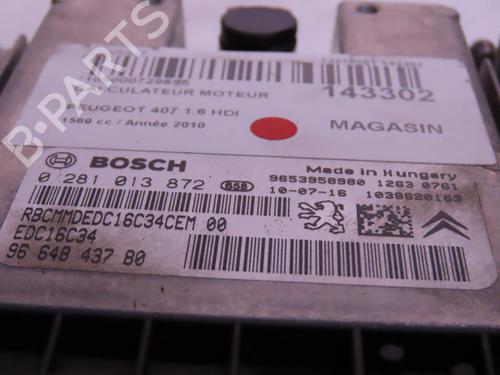 CALCULATEUR MOTEUR
PEUGEOT 407 1.6 HDI
1560 cc / Année 2010
143302
MAGASIN
B-PARTS
BOSCH
0 281 013 872
Made in Hungary
9653958980 1263 0761
10-07-16 1039S20163
RBCMMDEDC16C34CEM 00
EDC16C34
96 648 437 80